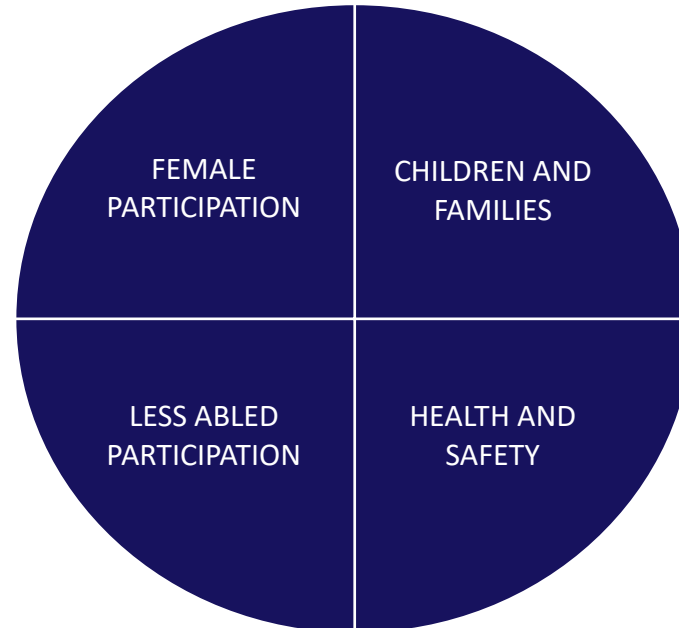 FEMALE
PARTICIPATION
CHILDREN AND
FAMILIES
LESS ABLED
PARTICIPATION
HEALTH AND
SAFETY